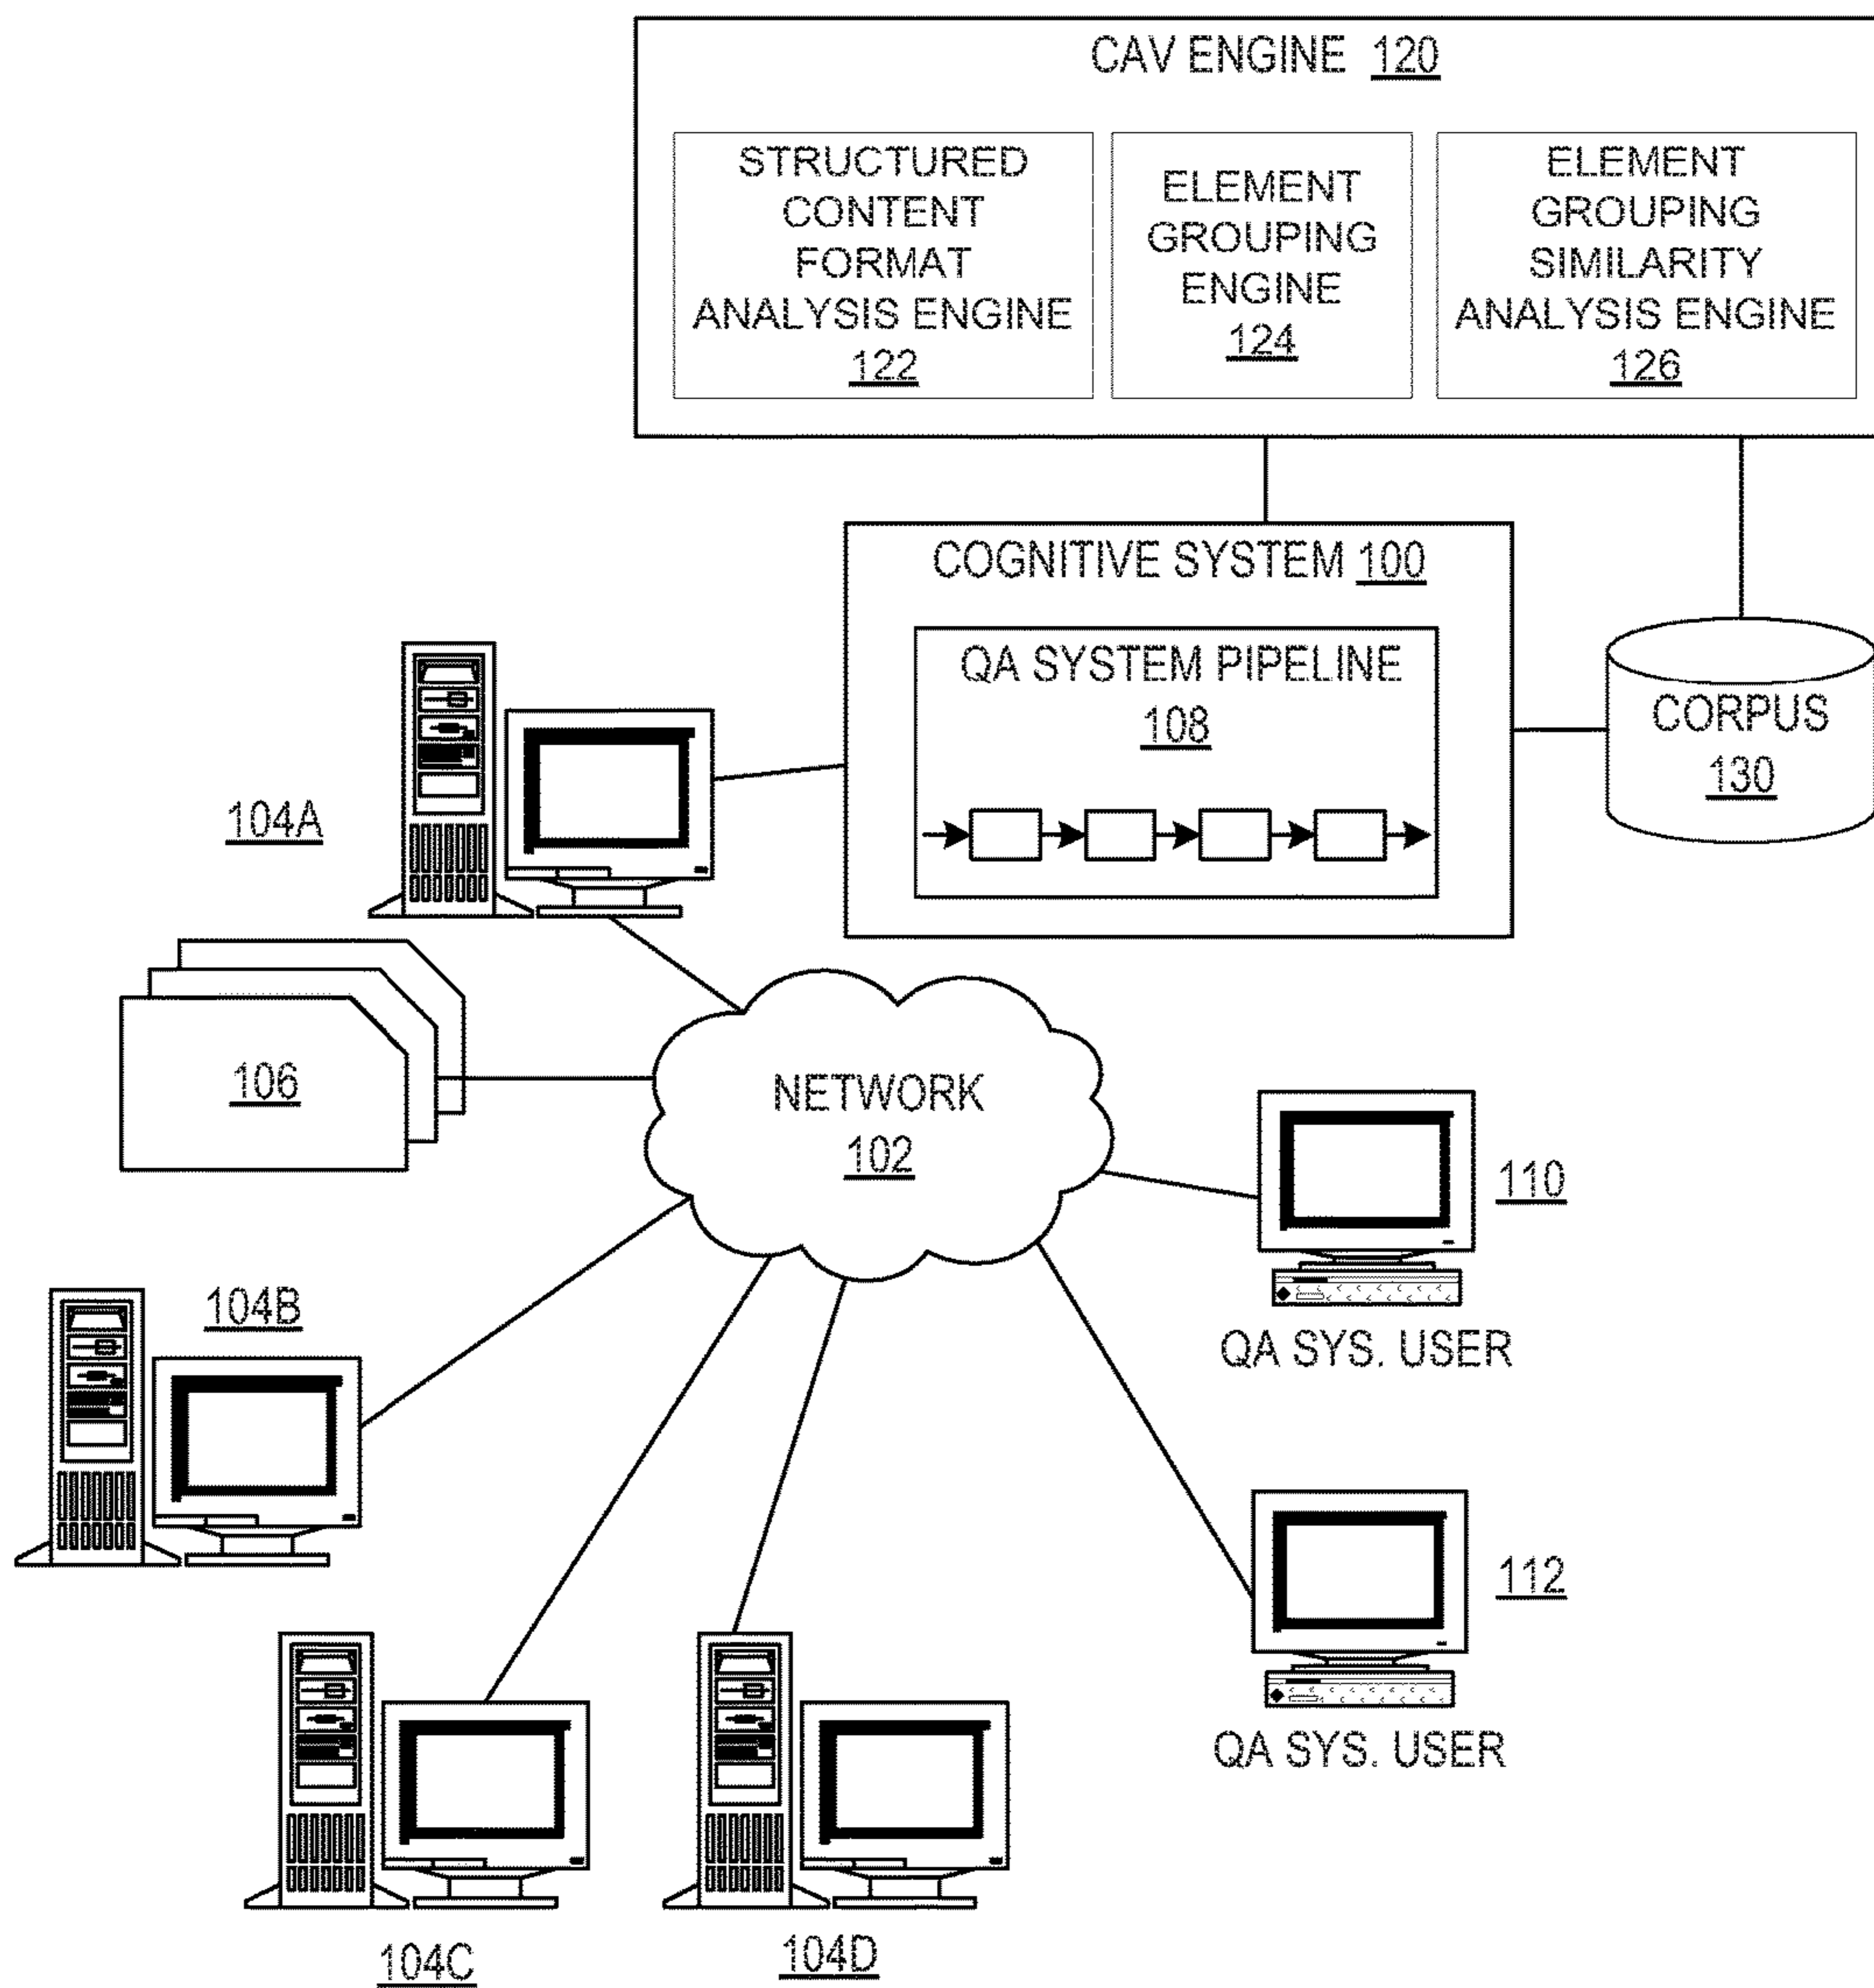 CAV ENGINE 120
STRUCTURED
CONTENT
FORMAT
ANALYSIS ENGINE
122
ELEMENT
GROUPING
ENGINE
124
ELEMENT
GROUPING
SIMILARITY
ANALYSIS ENGINE
126
COGNITIVE SYSTEM 100
QA SYSTEM PIPELINE
108
CORPUS
130
104A
106
NETWORK
102
110
QA SYS. USER
104B
112
QA SYS. USER
104C
104D